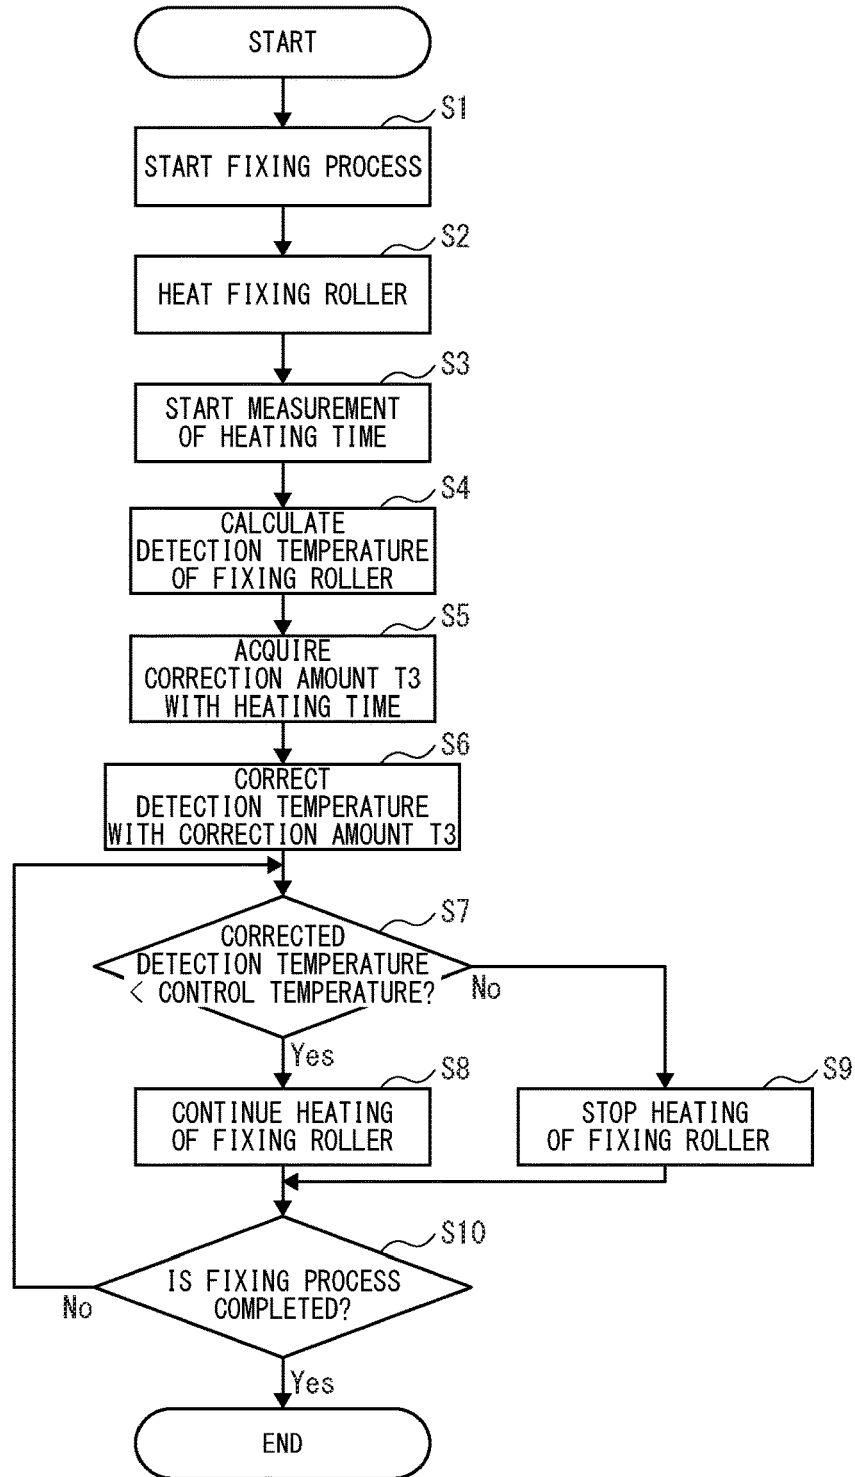 START
S1
START FIXING PROCESS
S2
HEAT FIXING ROLLER
S3
START MEASUREMENT
OF HEATING TIME
S4
CALCULATE
DETECTION TEMPERATURE
OF FIXING ROLLER
S5
ACQUIRE
CORRECTION AMOUNT T3
WITH HEATING TIME
S6
CORRECT
DETECTION TEMPERATURE
WITH CORRECTION AMOUNT T3
S7
CORRECTED
DETECTION TEMPERATURE
< CONTROL TEMPERATURE?
No
Yes
S8
CONTINUE HEATING
OF FIXING ROLLER
S9
STOP HEATING
OF FIXING ROLLER
S10
IS FIXING PROCESS
COMPLETED?
No
Yes
END